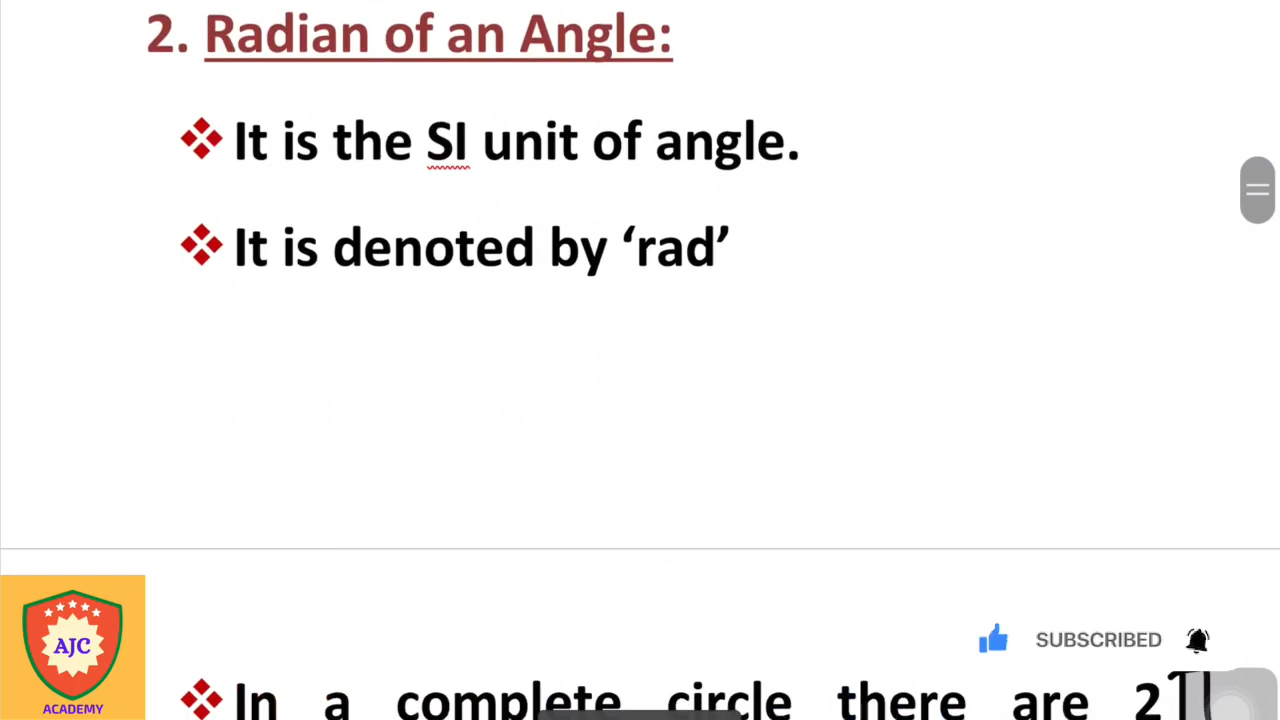 2. Radian of an Angle:
It is the SI unit of angle.
It is denoted by ‘rad’
AJC
ACADEMY
SUBSCRIBED
In a complete circle there are 2